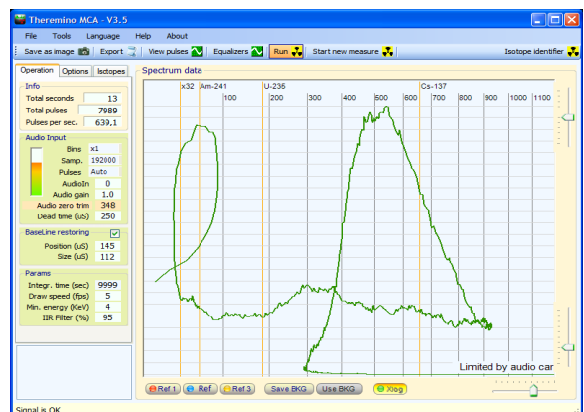 Theremino MCA - V3.5
File Tools Language Help About
Save as image Export View pulses Equalizers Run Start new measure Isotope identifier
Operation Options Isotopes
Info
Total seconds 13
Total pulses 7989
Pulses per sec. 639,1
Audio Input
Bins x1
Samp. 192000
Pulses Auto
AudioIn 0
Audio gain 1.0
Audio zero trim 348
Dead time (uS) 250
BaseLine restoring
Position (uS) 145
Size (uS) 112
Params
Integr. time (sec) 9999
Draw speed (fps) 5
Min. energy (KeV) 4
IIR Filter (%) 95
Spectrum data
x32 Am-241 U-235 Cs-137
100 200 300 400 500 600 700 800 900 1000 1100
Limited by audio car
Ref 1 Ref Ref 3 Save BKG Use BKG Xlog
Signal is OK